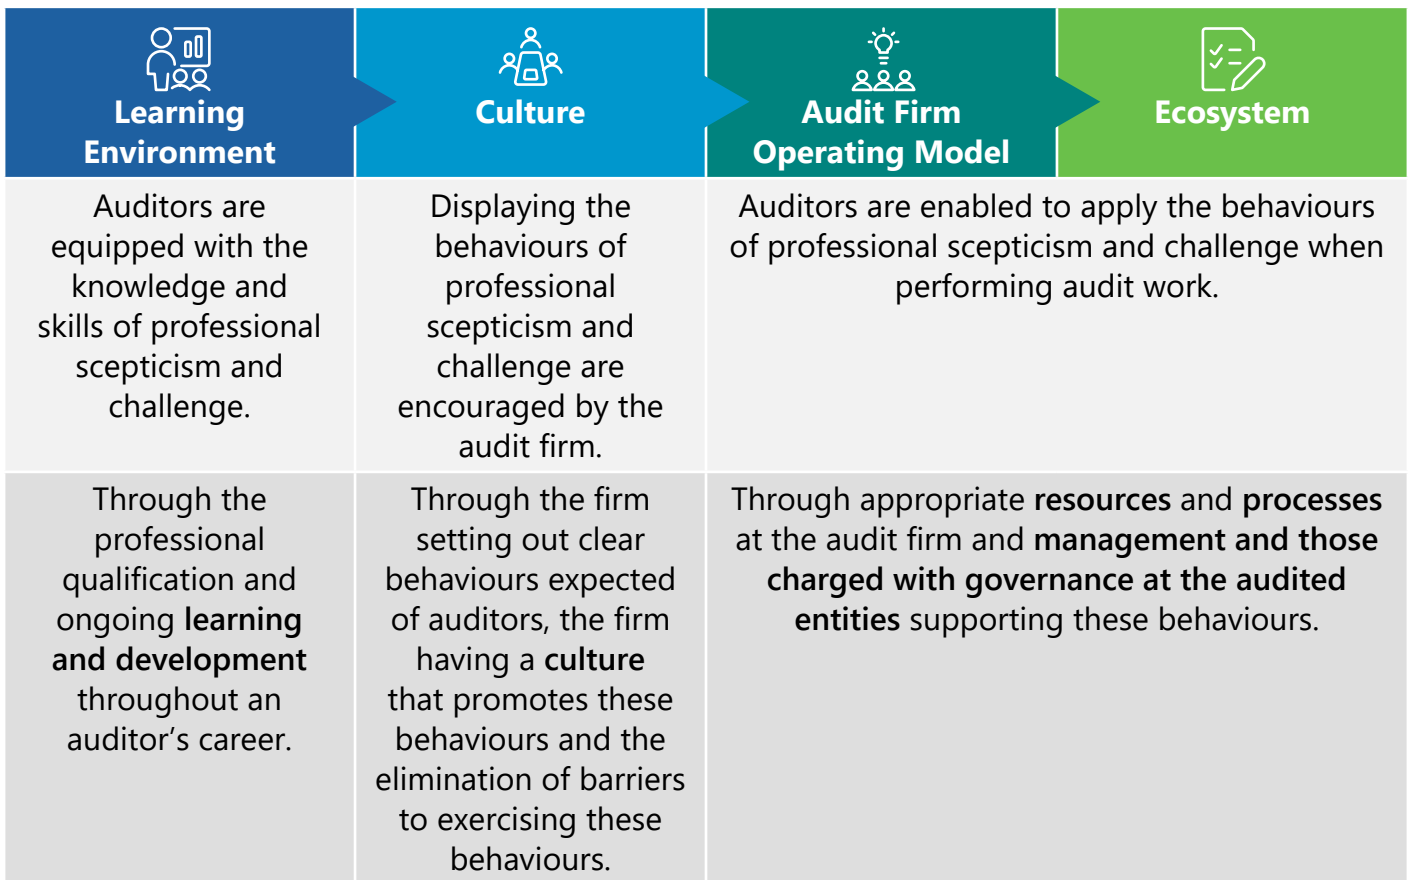 Learning
Environment
Culture
Audit Firm
Operating Model
Ecosystem
Auditors are
equipped with the
knowledge and
skills of professional
scepticism and
challenge.
Displaying the
behaviours of
professional
scepticism and
challenge are
encouraged by the
audit firm.
Auditors are enabled to apply the behaviours
of professional scepticism and challenge when
performing audit work.
Through the
professional
qualification and
ongoing learning
and development
throughout an
auditor’s career.
Through the firm
setting out clear
behaviours expected
of auditors, the firm
having a culture
that promotes these
behaviours and the
elimination of barriers
to exercising these
behaviours.
Through appropriate resources and processes
at the audit firm and management and those
charged with governance at the audited
entities supporting these behaviours.